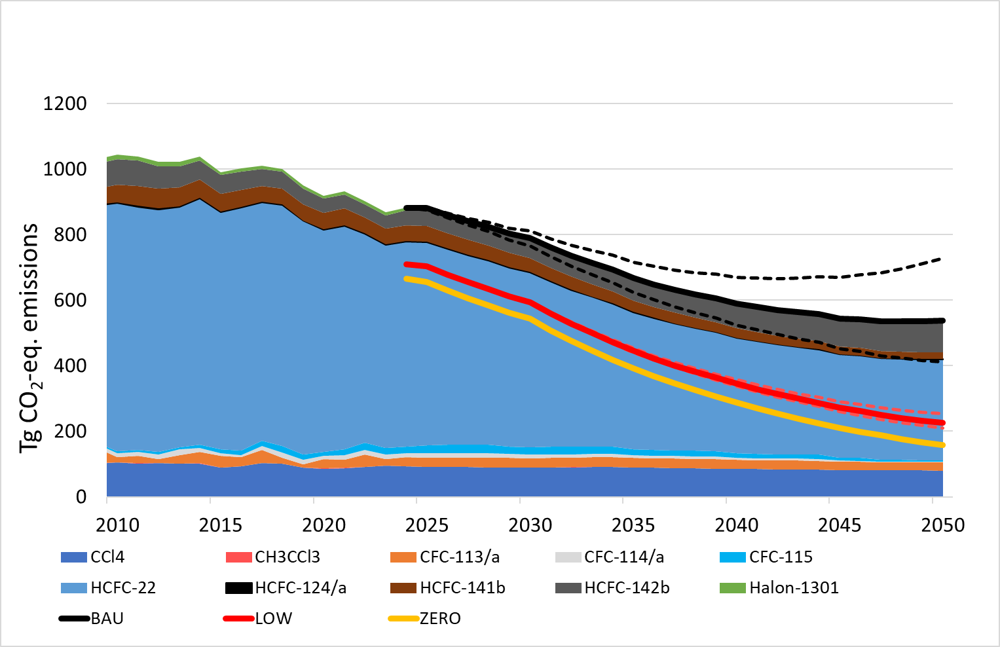 Tg CO₂-eq. emissions
1200
1000
800
600
400
200
0
2010 2015 2020 2025 2030 2035 2040 2045 2050
CCl4 CH3CCl3 CFC-113/a CFC-114/a CFC-115
HCFC-22 HCFC-124/a HCFC-141b HCFC-142b Halon-1301
BAU LOW ZERO